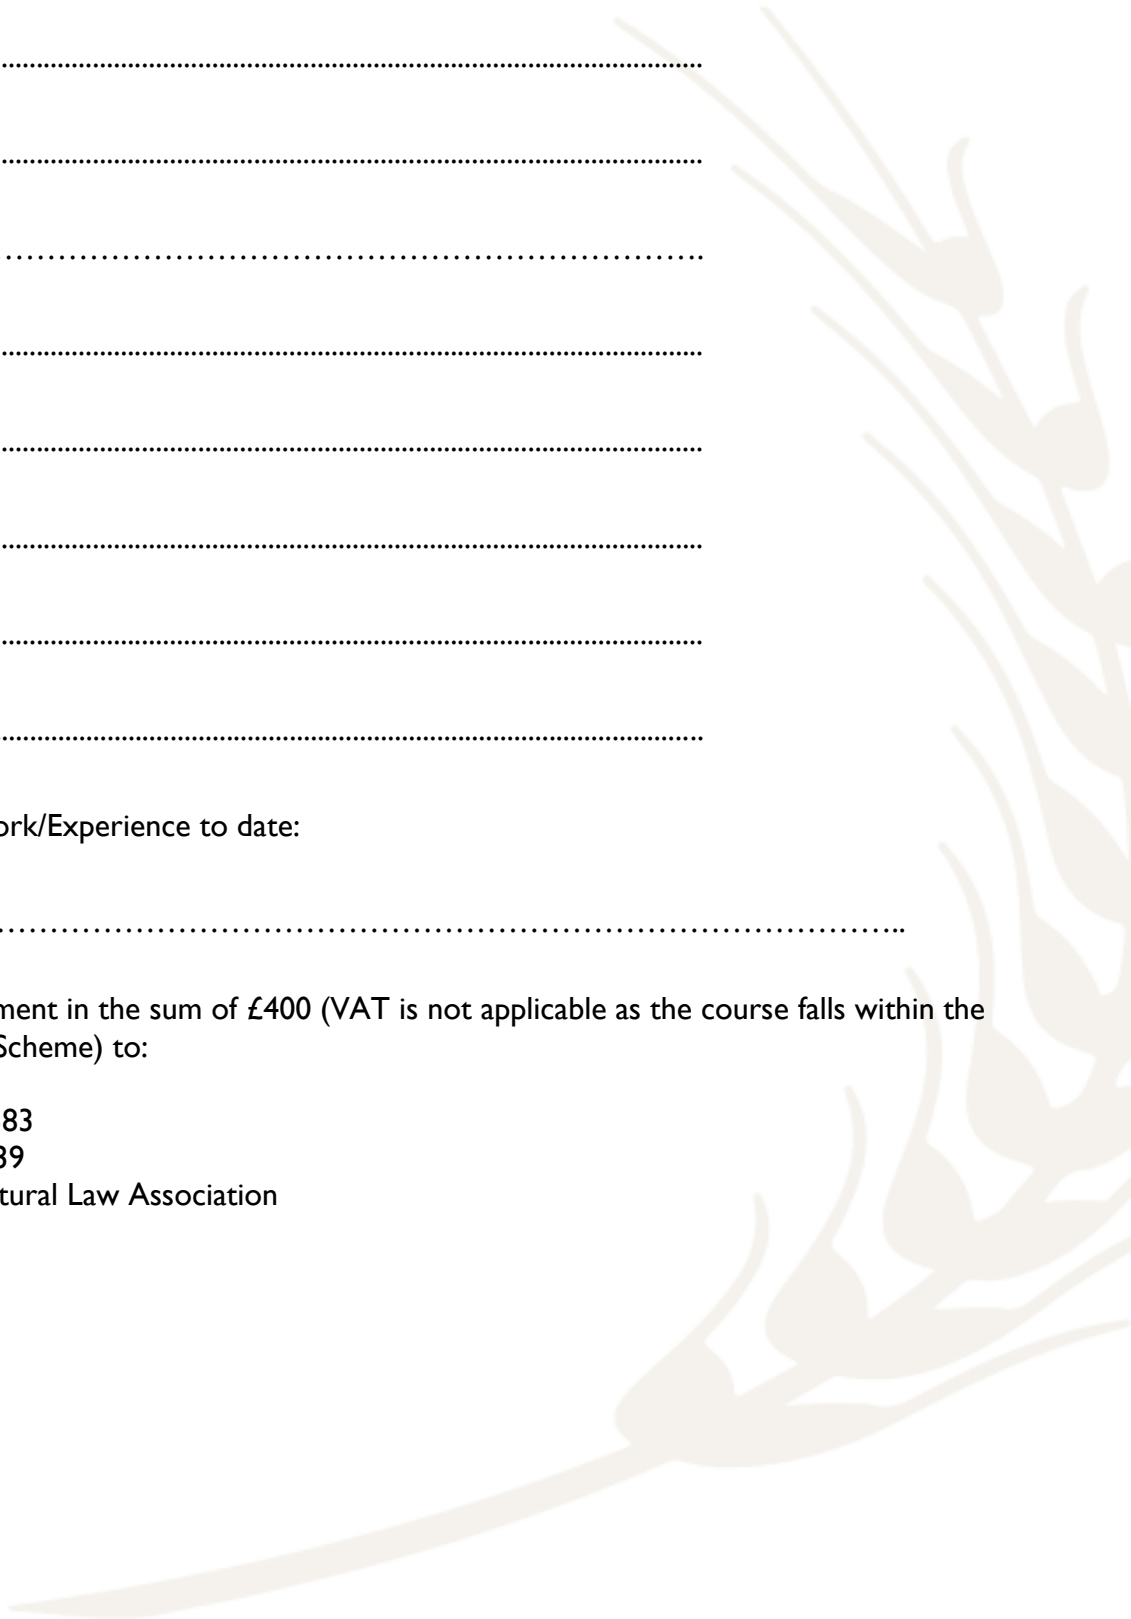 .......................................................................................................
.......................................................................................................
……………………………………………………………….
.......................................................................................................
.......................................................................................................
.......................................................................................................
.......................................................................................................
.......................................................................................................
ork/Experience to date:
…………………………………………………………………………………..
ment in the sum of £400 (VAT is not applicable as the course falls within the
Scheme) to:
83
39
tural Law Association